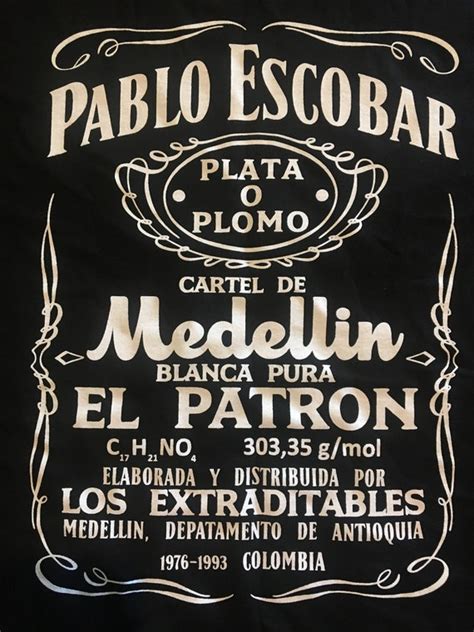 PABLO ESCOBAR
PLATA
O
PLOMO
CARTEL DE
Medellin
BLANCA PURA
EL PATRON
C₁₇H₂₁NO₄ 303,35 g/mol
ELABORADA Y DISTRIBUIDA POR
LOS EXTRADITABLES
MEDELLIN, DEPATAMENTO DE ANTIOQUIA
1976-1993 COLOMBIA